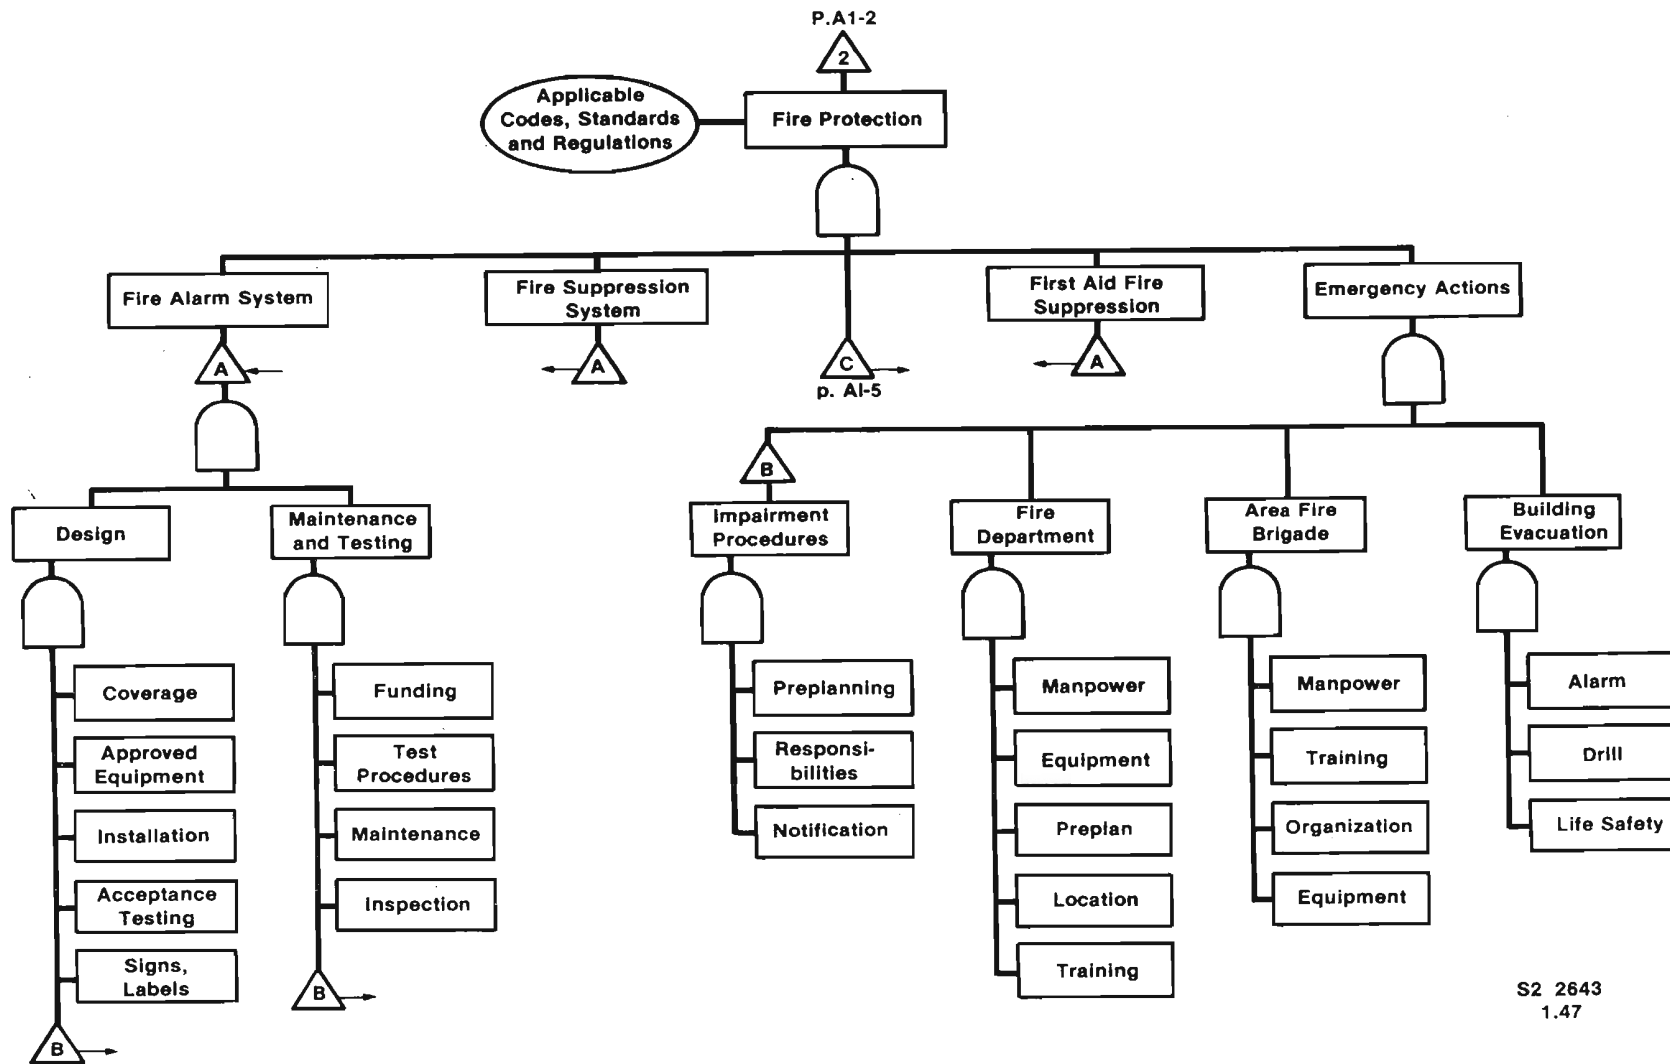 P.A1-2
2
Applicable
Codes, Standards
and Regulations
Fire Protection
Fire Alarm System
Fire Suppression
System
First Aid Fire
Suppression
Emergency Actions
A
A
C
p. AI-5
A
B
Design
Maintenance
and Testing
Impairment
Procedures
Fire
Department
Area Fire
Brigade
Building
Evacuation
Coverage
Approved
Equipment
Installation
Acceptance
Testing
Signs,
Labels
B
Funding
Test
Procedures
Maintenance
Inspection
B
Preplanning
Responsi-
bilities
Notification
Manpower
Equipment
Preplan
Location
Training
Manpower
Training
Organization
Equipment
Alarm
Drill
Life Safety
S2 2643
1.47